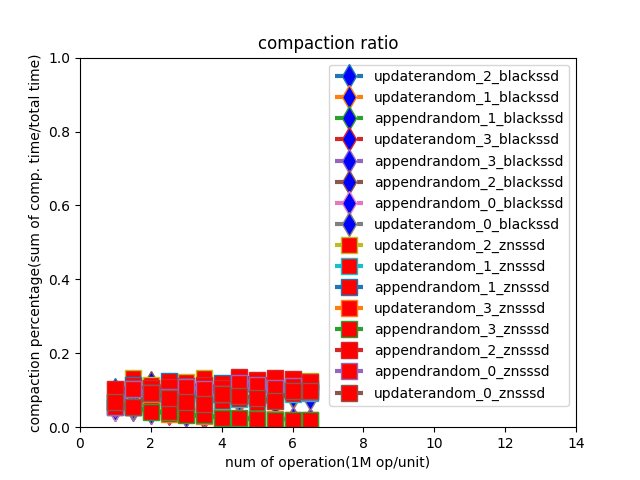 compaction ratio
compaction percentage(sum of comp. time/total time)
1.0
0.8
0.6
0.4
0.2
0.0
updaterandom_2_blackssd
updaterandom_1_blackssd
appendrandom_1_blackssd
updaterandom_3_blackssd
appendrandom_3_blackssd
appendrandom_2_blackssd
appendrandom_0_blackssd
updaterandom_0_blackssd
updaterandom_2_znsssd
updaterandom_1_znsssd
appendrandom_1_znsssd
updaterandom_3_znsssd
appendrandom_3_znsssd
appendrandom_2_znsssd
appendrandom_0_znsssd
updaterandom_0_znsssd
0 2 4 6 8 10 12 14
num of operation(1M op/unit)